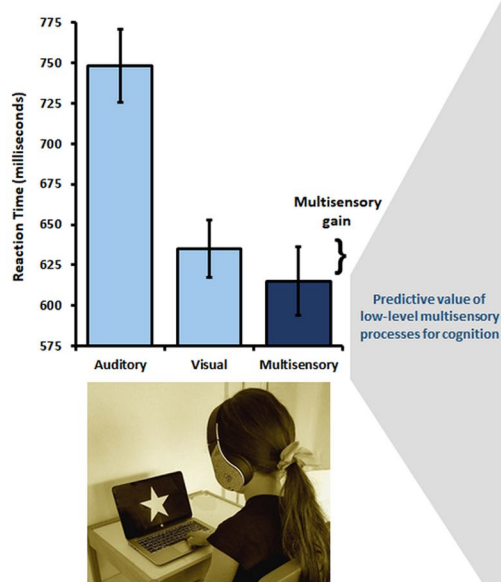 775
750
725
700
675
650
625
600
575
Reaction Time (milliseconds)
Auditory
Visual
Multisensory
Multisensory
gain
}
Predictive value of
low-level multisensory
processes for cognition